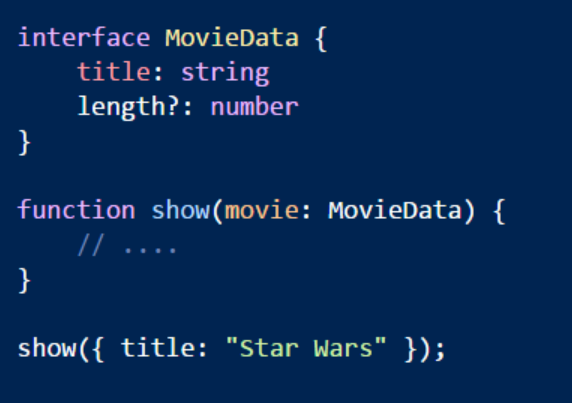 interface MovieData {
    title: string
    length?: number
}

function show(movie: MovieData) {
    // ....
}

show({ title: "Star Wars" });